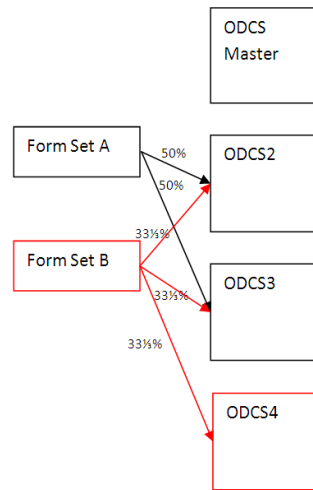 ODCS
Master
Form Set A
50%
ODCS2
50%
33⅓%
Form Set B
ODCS3
33⅓%
33⅓%
ODCS4